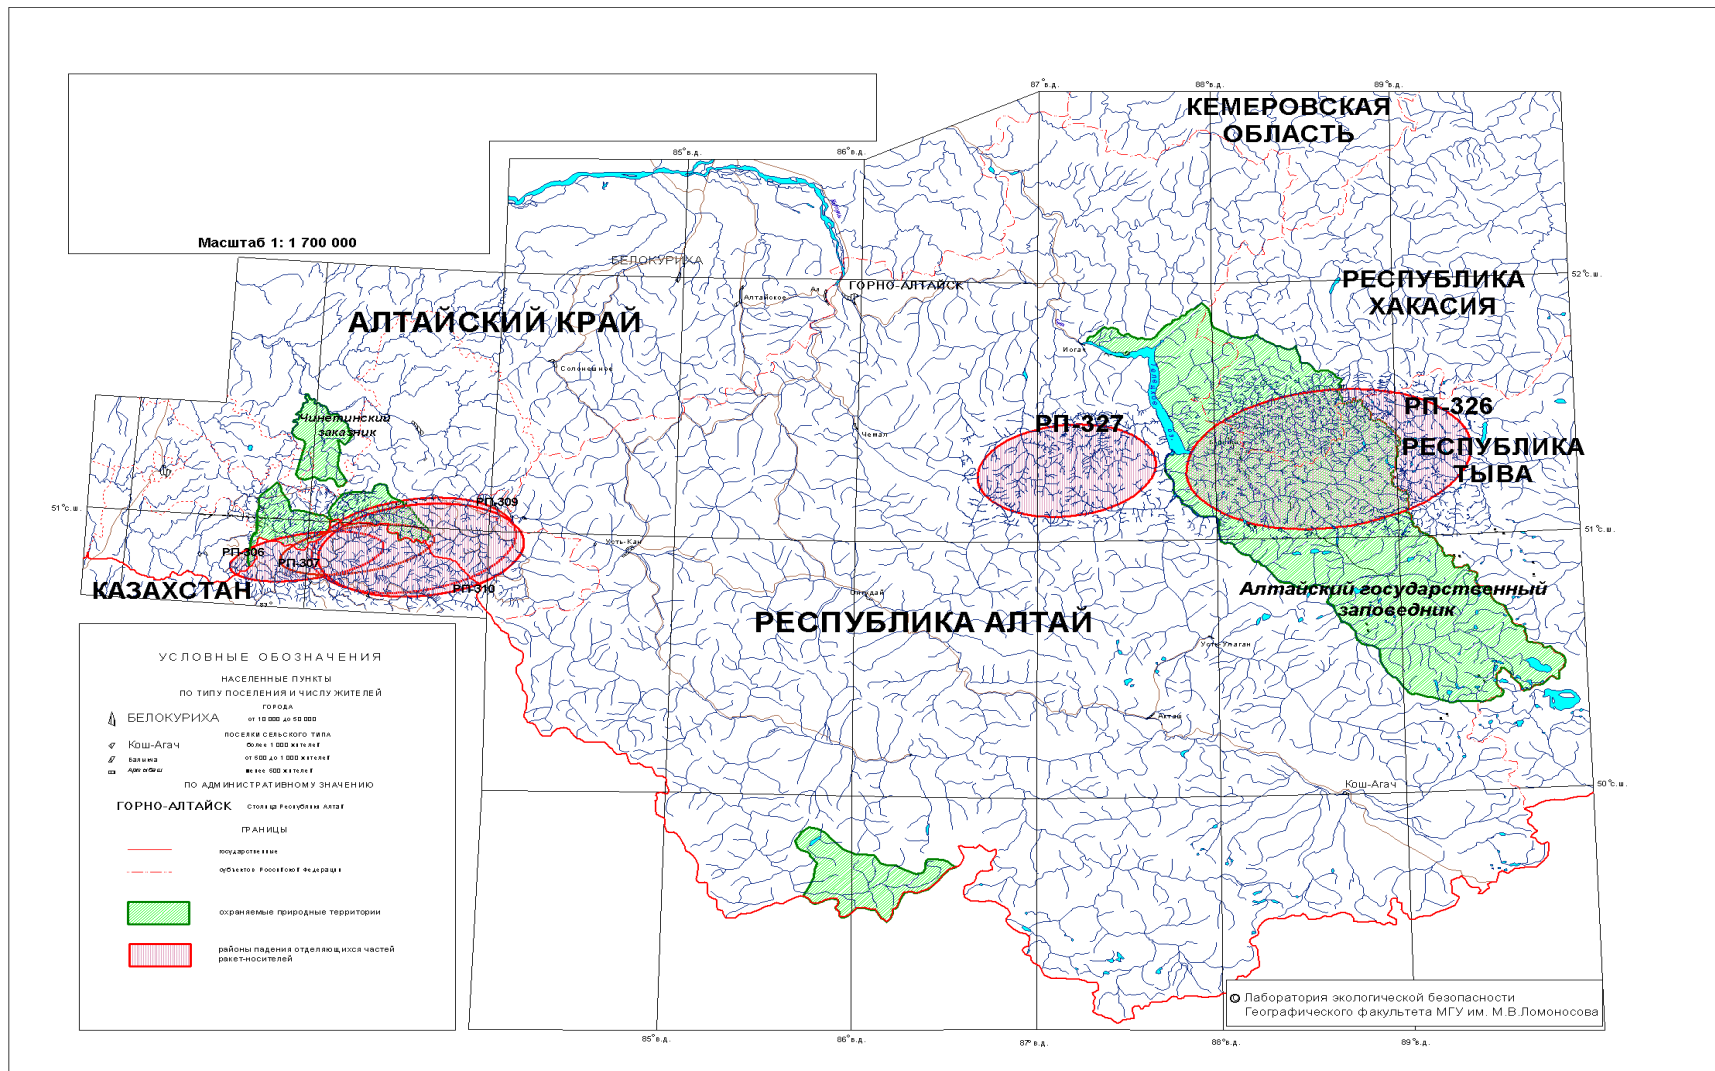 87°в.д.
88°в.д.
89°в.д.
КЕМЕРОВСКАЯ
ОБЛАСТЬ
85°в.д.
86°в.д.
Масштаб 1: 1 700 000
БЕЛОКУРИХА
52°с.ш.
РЕСПУБЛИКА
ХАКАСИЯ
ГОРНО-АЛТАЙСК
Алтайское
АЛТАЙСКИЙ КРАЙ
Иогач
Солонешное
РП-326
Чинетинский
заказник
РП-327
Чемал
РЕСПУБЛИКА
ТЫВА
РП-309
51°с.ш.
51°с.ш.
Усть-Кан
РП-306
РП-307
РП-310
КАЗАХСТАН
83°
Онгудай
Алтайский государственный
заповедник
РЕСПУБЛИКА АЛТАЙ
Усть-Улаган
Акташ
Кош-Агач
50°с.ш.
УСЛОВНЫЕ ОБОЗНАЧЕНИЯ
НАСЕЛЕННЫЕ ПУНКТЫ
ПО ТИПУ ПОСЕЛЕНИЯ И ЧИСЛУ ЖИТЕЛЕЙ
ГОРОДА
БЕЛОКУРИХА от 10 000 до 50 000
ПОСЕЛКИ СЕЛЬСКОГО ТИПА
Кош-Агач более 1 000 жителей
Балыкча от 500 до 1 000 жителей
Артыбаш менее 500 жителей
ПО АДМИНИСТРАТИВНОМУ ЗНАЧЕНИЮ
ГОРНО-АЛТАЙСК Столица Республики Алтай
ГРАНИЦЫ
государственные
субъектов Российской Федерации
охраняемые природные территории
районы падения отделяющихся частей
ракет-носителей
Лаборатория экологической безопасности
Географического факультета МГУ им. М.В.Ломоносова
85°в.д.
86°в.д.
87°в.д.
88°в.д.
89°в.д.